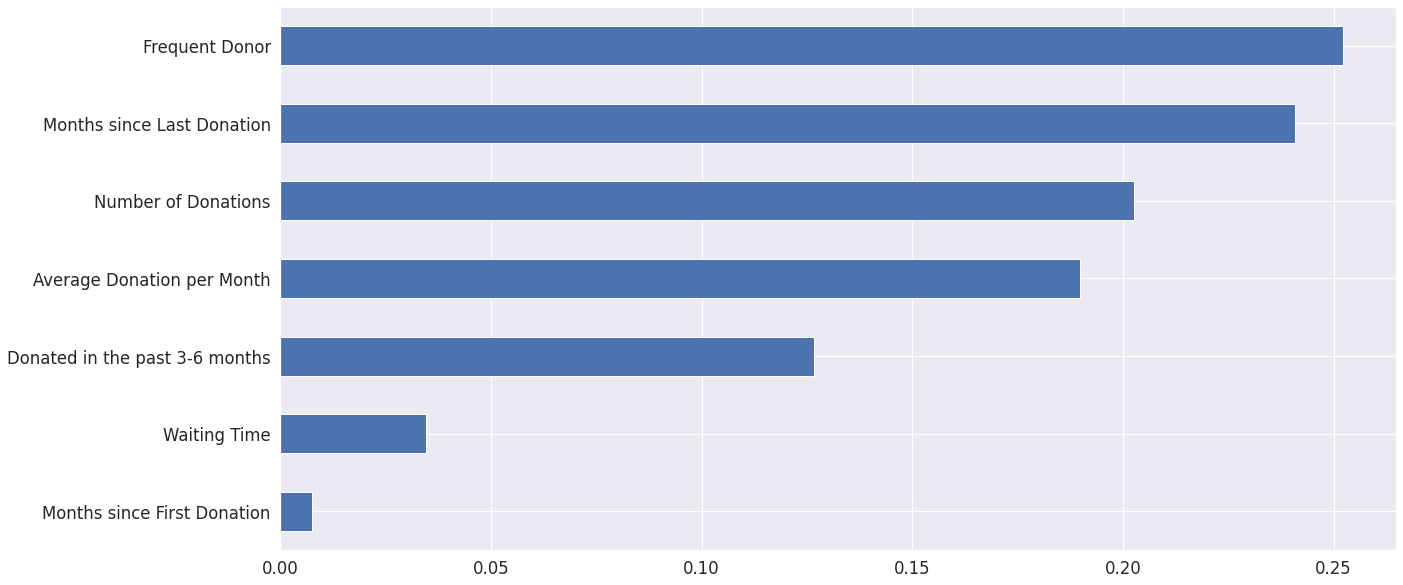 Frequent Donor
Months since Last Donation
Number of Donations
Average Donation per Month
Donated in the past 3-6 months
Waiting Time
Months since First Donation
0.00 0.05 0.10 0.15 0.20 0.25